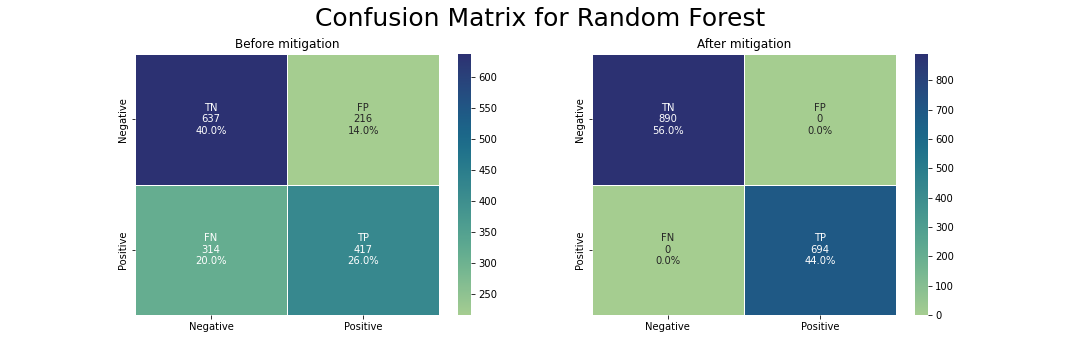 Confusion Matrix for Random Forest
Before mitigation
Negative
Positive
TN
637
40.0%
FP
216
14.0%
FN
314
20.0%
TP
417
26.0%
Negative
Positive
600
550
500
450
400
350
300
250
After mitigation
Negative
Positive
TN
890
56.0%
FP
0
0.0%
FN
0
0.0%
TP
694
44.0%
Negative
Positive
800
700
600
500
400
300
200
100
0